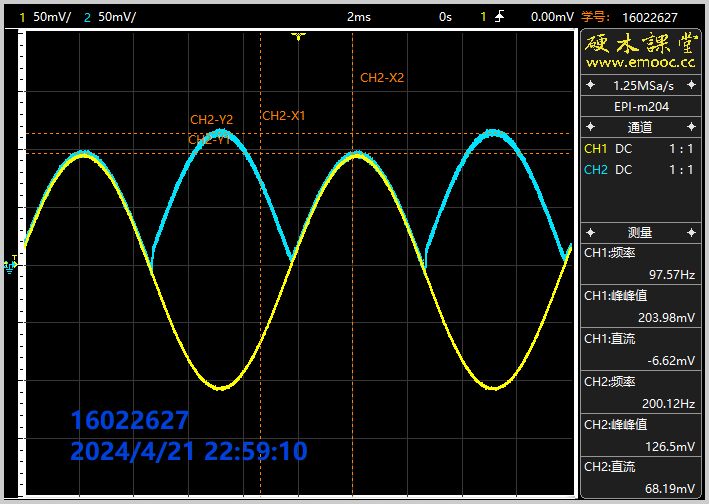 1 50mV/ 2 50mV/ 2ms 0s 1 0.00mV 学号: 16022627
硬木課堂
www.emooc.cc
1.25MSa/s
EPI-m204
通道
CH1 DC 1 : 1
CH2 DC 1 : 1
测量
CH1:频率
97.57Hz
CH1:峰峰值
203.98mV
CH1:直流
-6.62mV
CH2:频率
200.12Hz
CH2:峰峰值
126.5mV
CH2:直流
68.19mV
CH2-X2
CH2-X1
CH2-Y2
CH2-Y1
T
16022627
2024/4/21 22:59:10